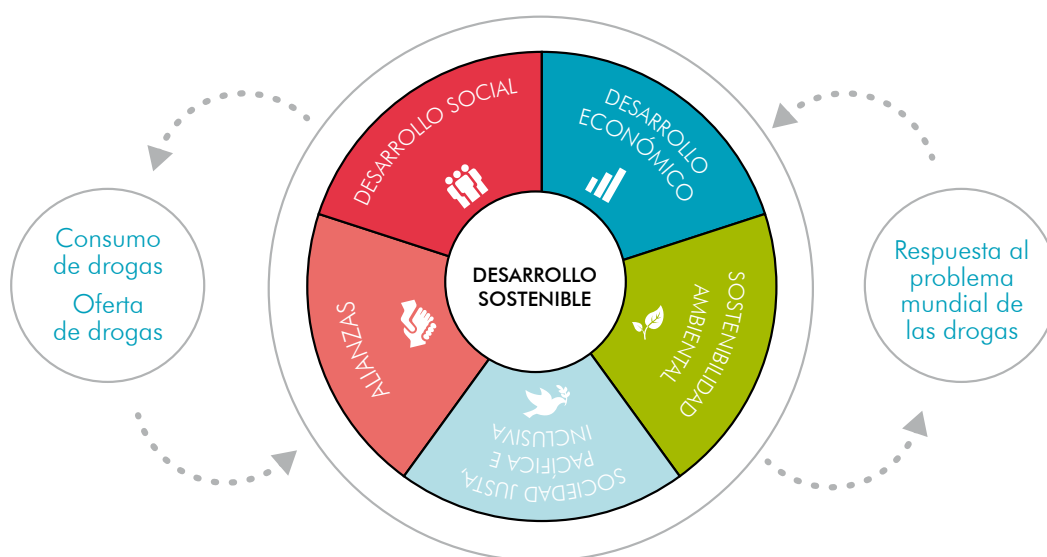 DESARROLLO SOCIAL
DESARROLLO
ECONÓMICO
SOSTENIBILIDAD
AMBIENTAL
SOCIEDAD JUSTA,
PACÍFICA E
INCLUSIVA
ALIANZAS
DESARROLLO
SOSTENIBLE
Consumo
de drogas
Oferta
de drogas
Respuesta al
problema
mundial de
las drogas